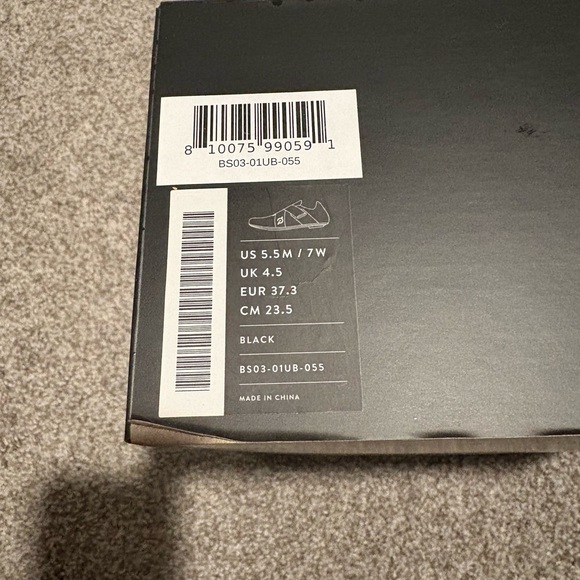 8 10075 99059 1
BS03-01UB-055
US 5.5M / 7W
UK 4.5
EUR 37.3
CM 23.5
BLACK
BS03-01UB-055
MADE IN CHINA